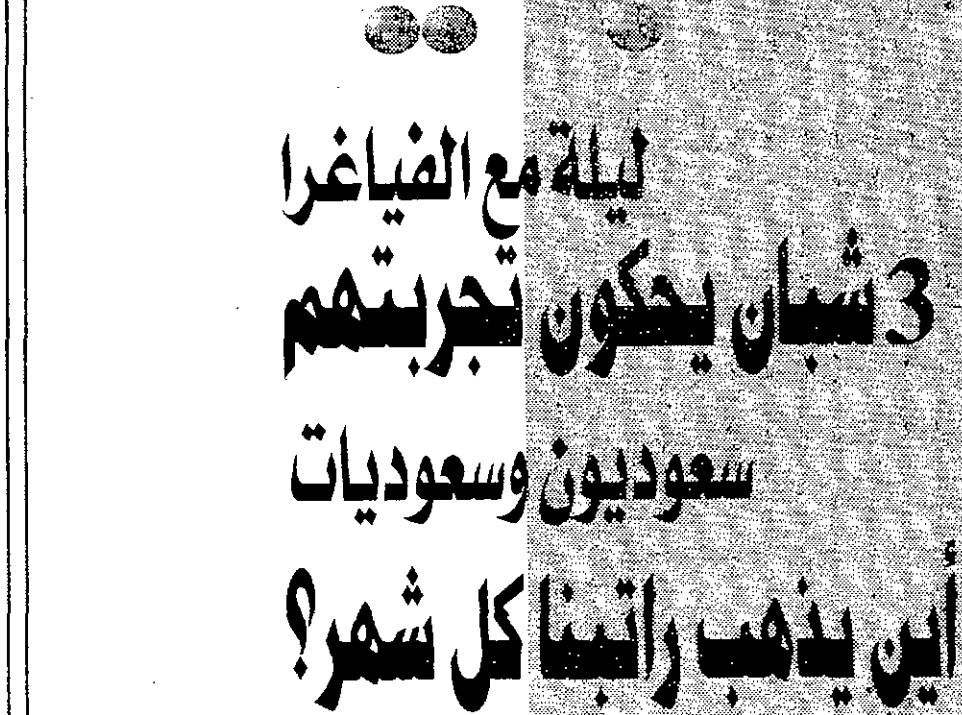 ليلة مع الفياغرا
3 شبان يحكون تجربتهم
سعوديون وسعوديات
أين يذهب راتبنا كل شهر؟